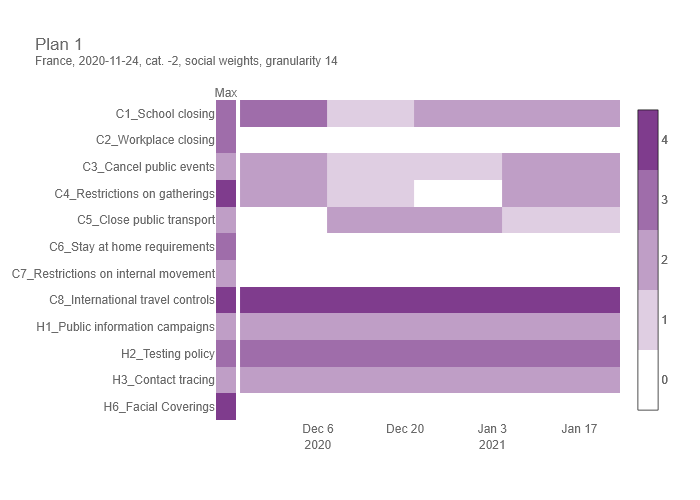 Plan 1
France, 2020-11-24, cat. -2, social weights, granularity 14
Max
C1_School closing
C2_Workplace closing
C3_Cancel public events
C4_Restrictions on gatherings
C5_Close public transport
C6_Stay at home requirements
C7_Restrictions on internal movement
C8_International travel controls
H1_Public information campaigns
H2_Testing policy
H3_Contact tracing
H6_Facial Coverings
Dec 6
2020
Dec 20
Jan 3
2021
Jan 17
4
3
2
1
0